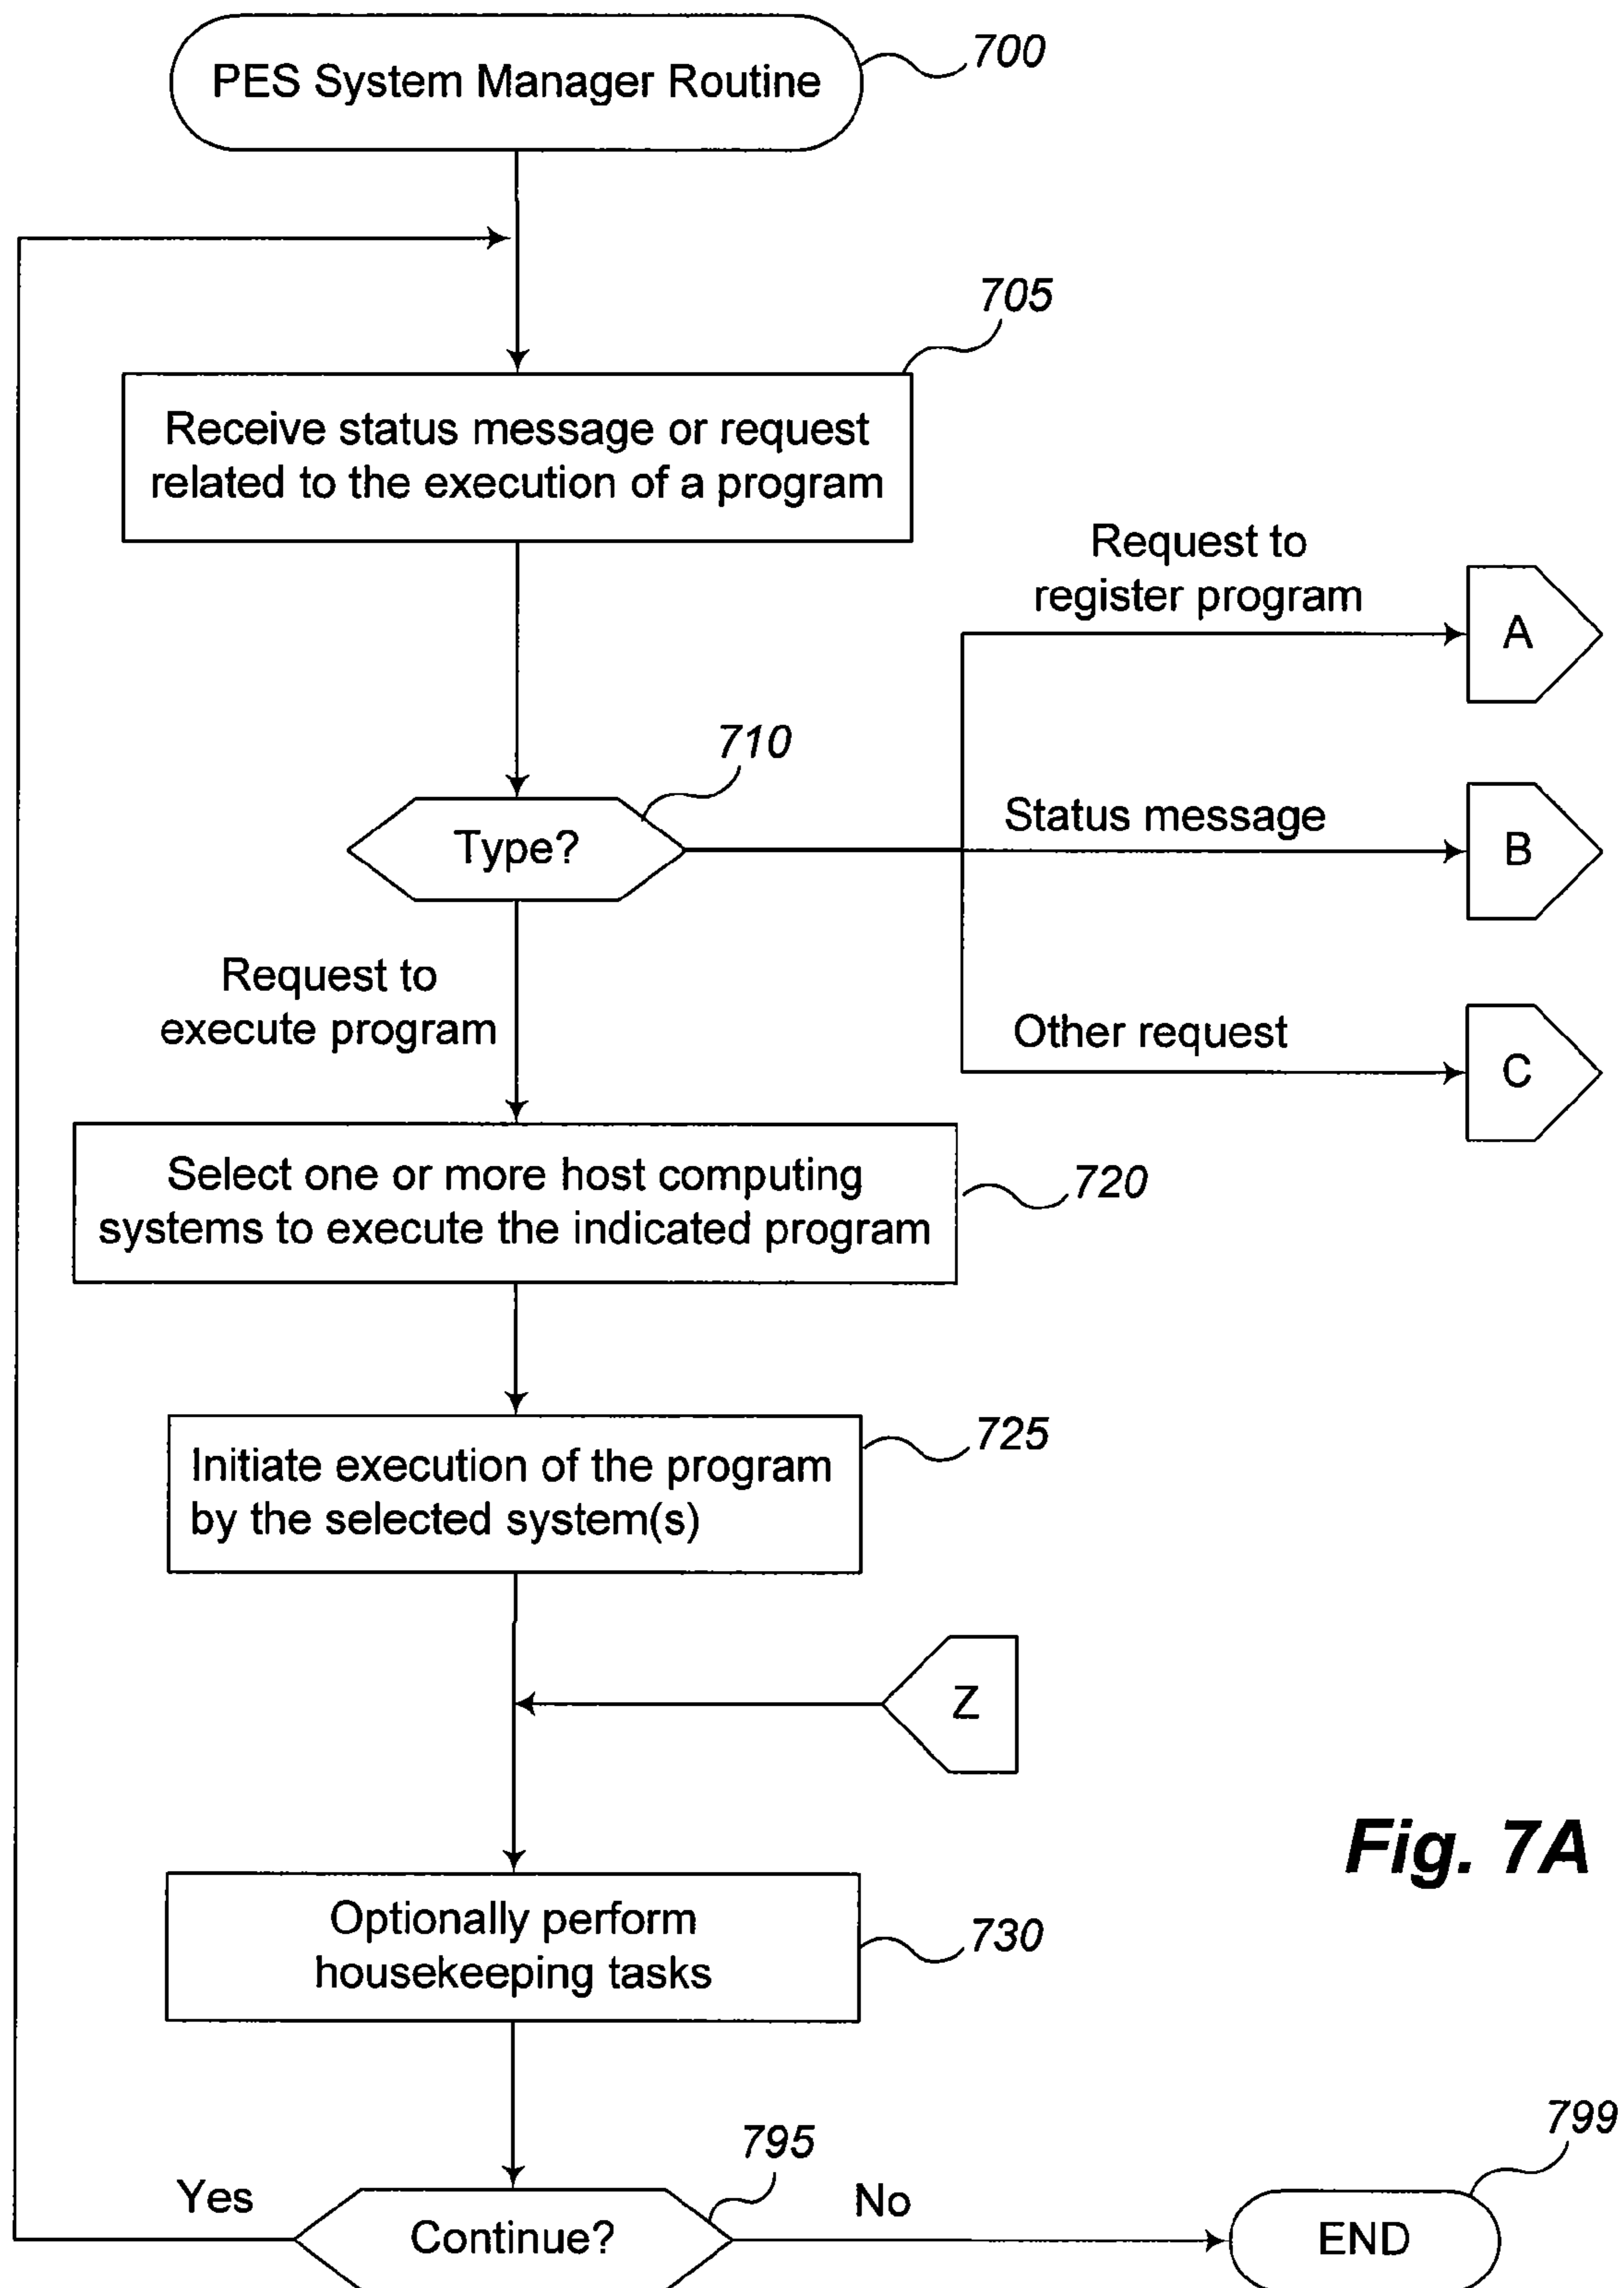 PES System Manager Routine
700
705
Receive status message or request
related to the execution of a program
Request to
register program
A
710
Type?
Status message
B
Request to
execute program
Other request
C
Select one or more host computing
systems to execute the indicated program
720
Initiate execution of the program
by the selected system(s)
725
Z
Fig. 7A
Optionally perform
housekeeping tasks
730
795
799
Yes
Continue?
No
END